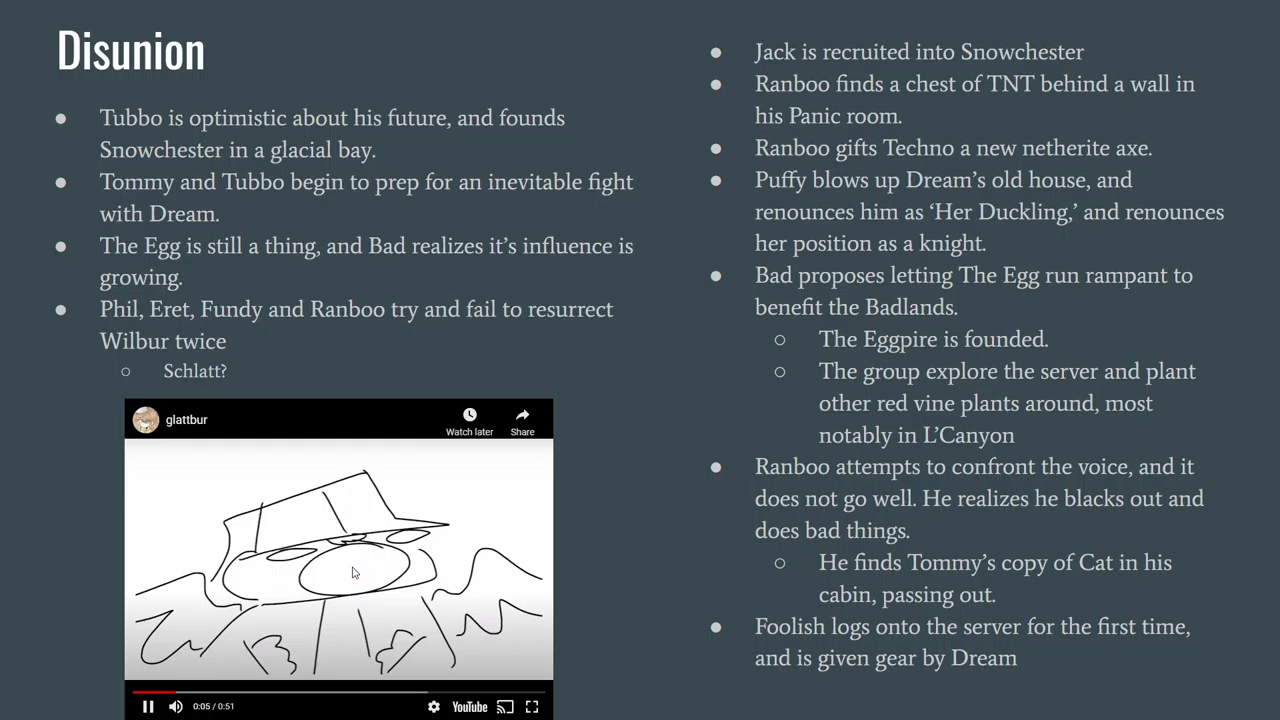 Disunion
● Tubbo is optimistic about his future, and founds
Snowchester in a glacial bay.
● Tommy and Tubbo begin to prep for an inevitable fight
with Dream.
● The Egg is still a thing, and Bad realizes it's influence is
growing.
● Phil, Eret, Fundy and Ranboo try and fail to resurrect
Wilbur twice
○ Schlatt?
glattbur
Watch later
Share
0:05 / 0:51
YouTube
● Jack is recruited into Snowchester
● Ranboo finds a chest of TNT behind a wall in
his Panic room.
● Ranboo gifts Techno a new netherite axe.
● Puffy blows up Dream's old house, and
renounces him as ‘Her Duckling,’ and renounces
her position as a knight.
● Bad proposes letting The Egg run rampant to
benefit the Badlands.
○ The Eggpire is founded.
○ The group explore the server and plant
other red vine plants around, most
notably in L'Canyon
● Ranboo attempts to confront the voice, and it
does not go well. He realizes he blacks out and
does bad things.
○ He finds Tommy's copy of Cat in his
cabin, passing out.
● Foolish logs onto the server for the first time,
and is given gear by Dream